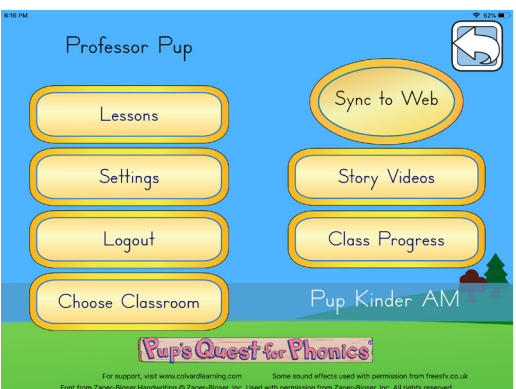 6:16 PM
62%
Professor Pup
Sync to Web
Lessons
Settings
Story Videos
Logout
Class Progress
Choose Classroom
Pup Kinder AM
Pup's Quest for Phonics
For support, visit www.colvardlearning.com
Some sound effects used with permission from freesfx.co.uk
Font from Zaner-Bloser Handwriting © Zaner-Bloser, Inc. Used with permission from Zaner-Bloser, Inc. All rights reserved.